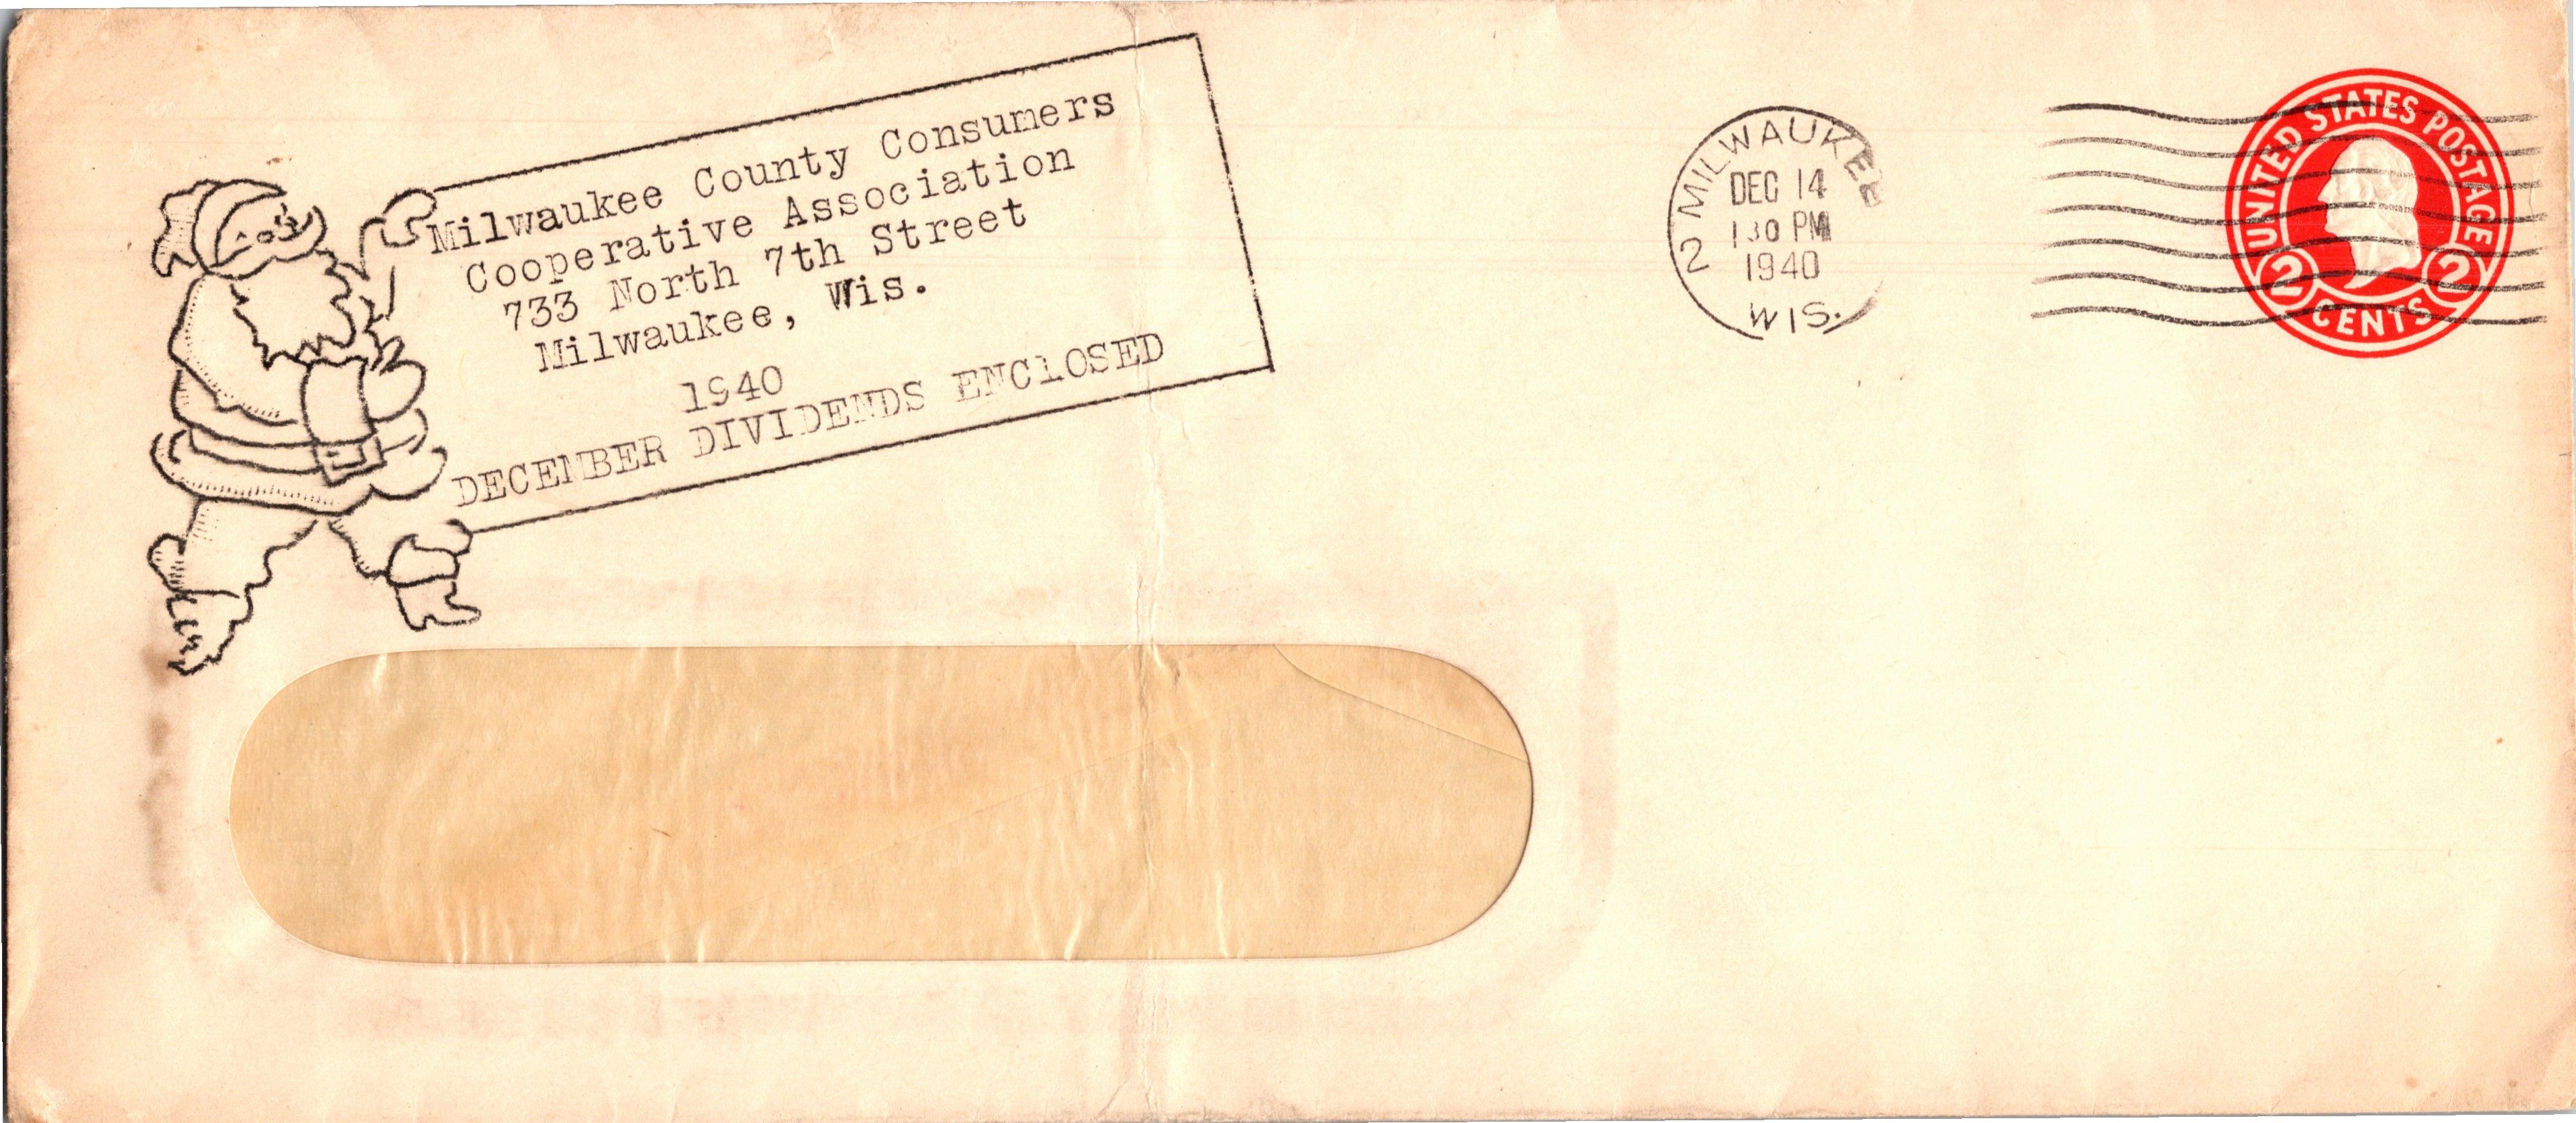 Milwaukee County Consumers
Cooperative Association
733 North 7th Street
Milwaukee, Wis.
1940
DECEMBER DIVIDENDS ENCLOSED
2 MILWAUKEE
DEC 14
1 30 PM
1940
WIS.
UNITED STATES POSTAGE
2 2
CENTS